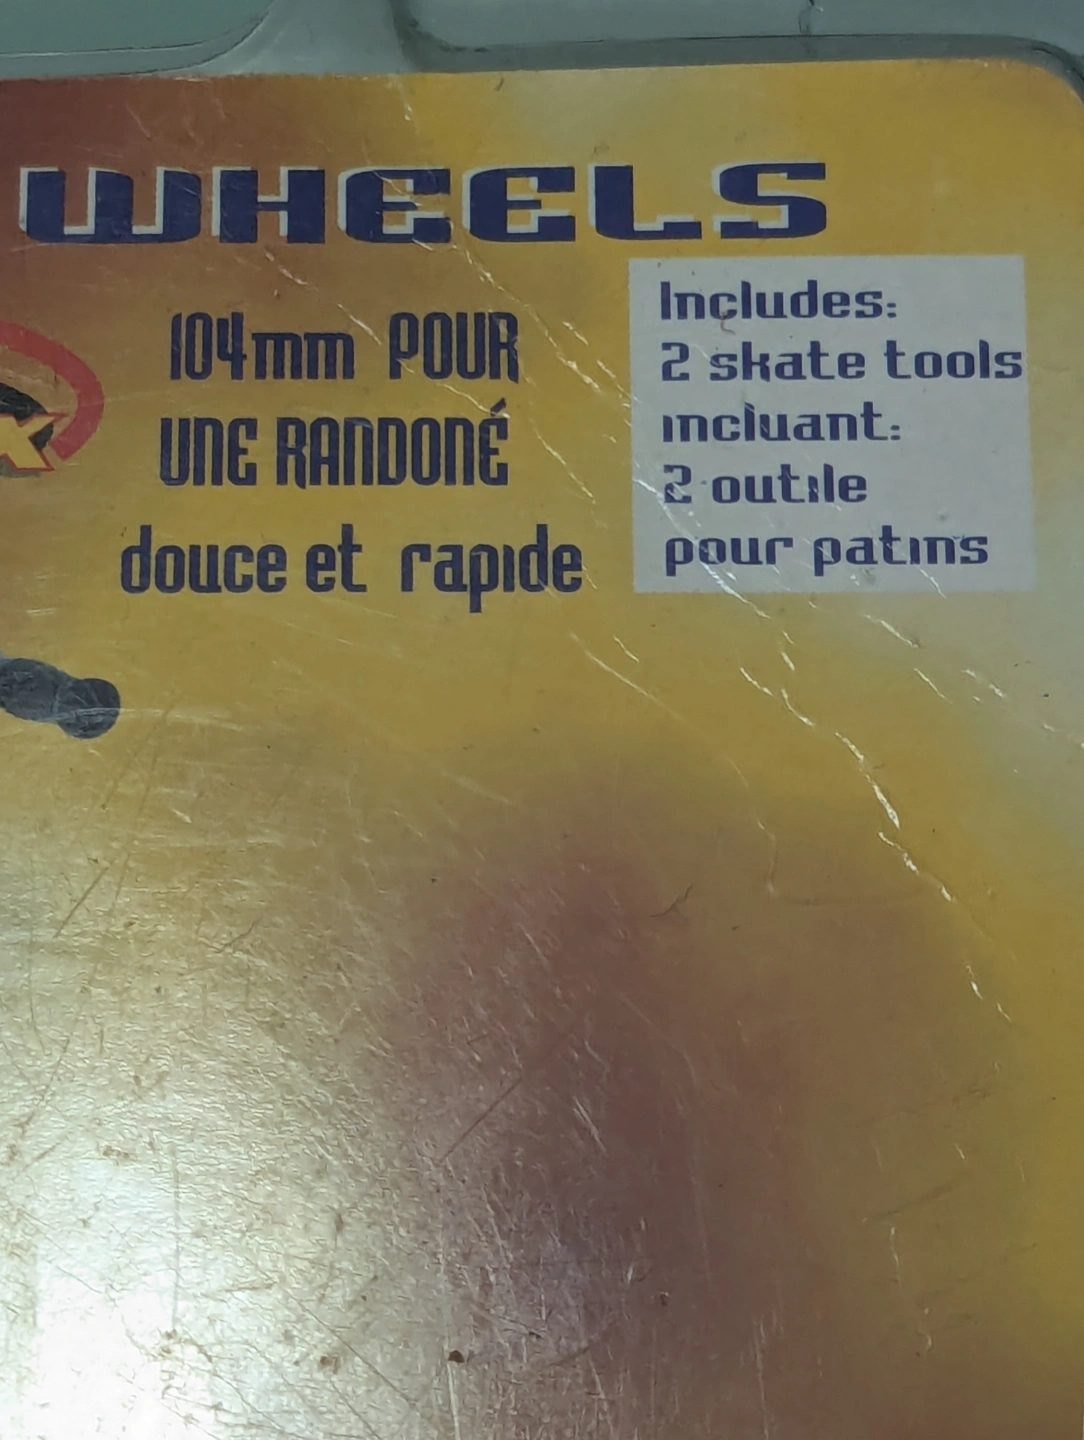 WHEELS
104mm POUR
UNE RANDONÉ
douce et rapide
Includes:
2 skate tools
incluant:
2 outile
pour patins